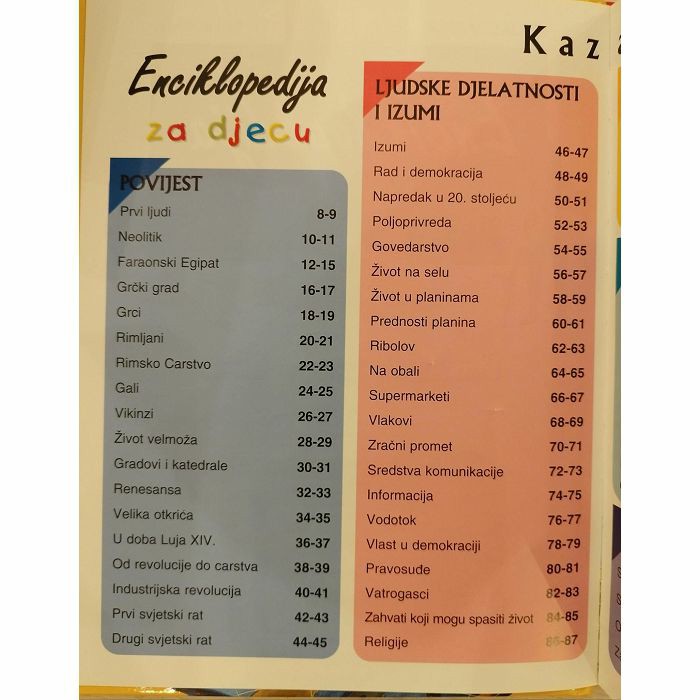 Kaz
Enciklopedija
za djecu
POVIJEST
Prvi ljudi 8-9
Neolitik 10-11
Faraonski Egipat 12-15
Grčki grad 16-17
Grci 18-19
Rimljani 20-21
Rimsko Carstvo 22-23
Gali 24-25
Vikinzi 26-27
Život velmoža 28-29
Gradovi i katedrale 30-31
Renesansa 32-33
Velika otkrića 34-35
U doba Luja XIV. 36-37
Od revolucije do carstva 38-39
Industrijska revolucija 40-41
Prvi svjetski rat 42-43
Drugi svjetski rat 44-45
LJUDSKE DJELATNOSTI
I IZUMI
Izumi 46-47
Rad i demokracija 48-49
Napredak u 20. stoljeću 50-51
Poljoprivreda 52-53
Govedarstvo 54-55
Život na selu 56-57
Život u planinama 58-59
Prednosti planina 60-61
Ribolov 62-63
Na obali 64-65
Supermarketi 66-67
Vlakovi 68-69
Zračni promet 70-71
Sredstva komunikacije 72-73
Informacija 74-75
Vodotok 76-77
Vlast u demokraciji 78-79
Pravosuđe 80-81
Vatrogasci 82-83
Zahvati koji mogu spasiti život 84-85
Religije 86-87